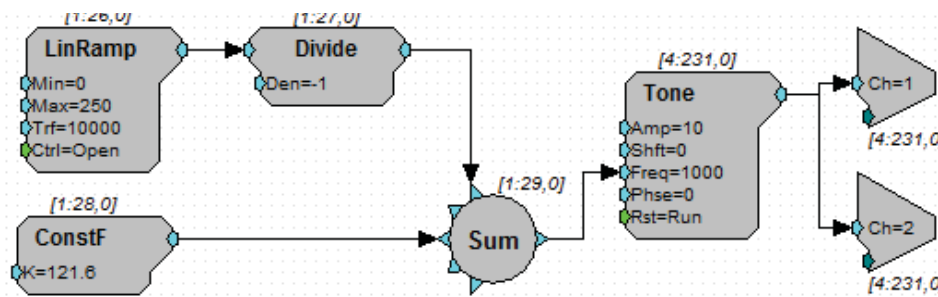 [1:26,0]
LinRamp
Min=0
Max=250
Trf=10000
Ctrl=Open
[1:27,0]
Divide
Den=-1
[1:28,0]
ConstF
K=121.6
[1:29,0]
Sum
[4:231,0]
Tone
Amp=10
Shft=0
Freq=1000
Phse=0
Rst=Run
Ch=1
[4:231,0
Ch=2
[4:231,0